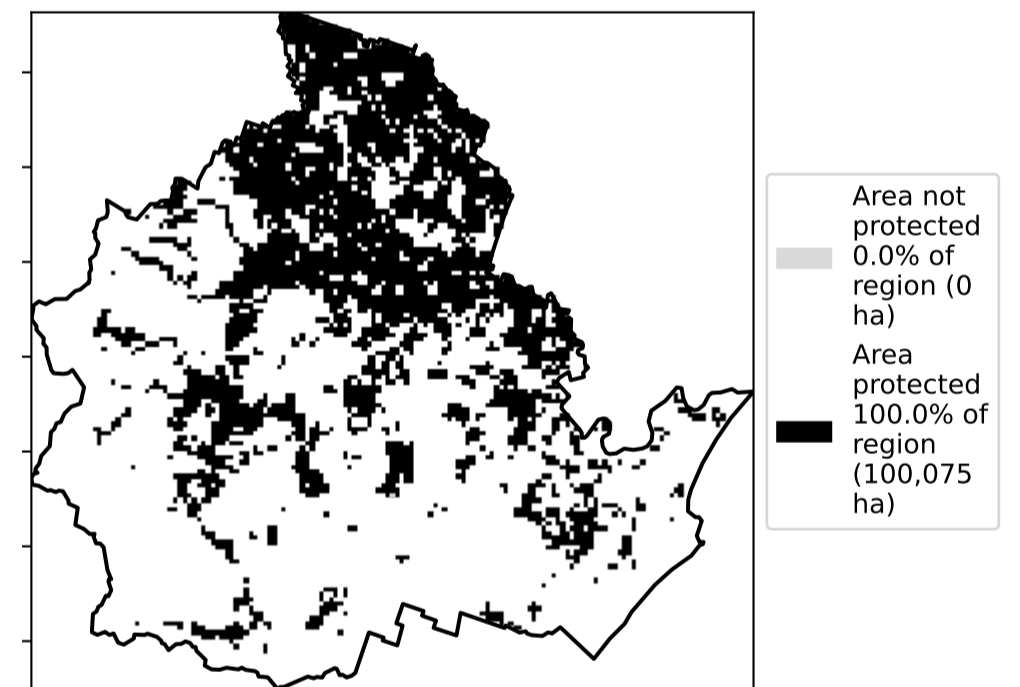 Area not
protected
0.0% of
region (0
ha)
Area
protected
100.0% of
region
(100,075
ha)